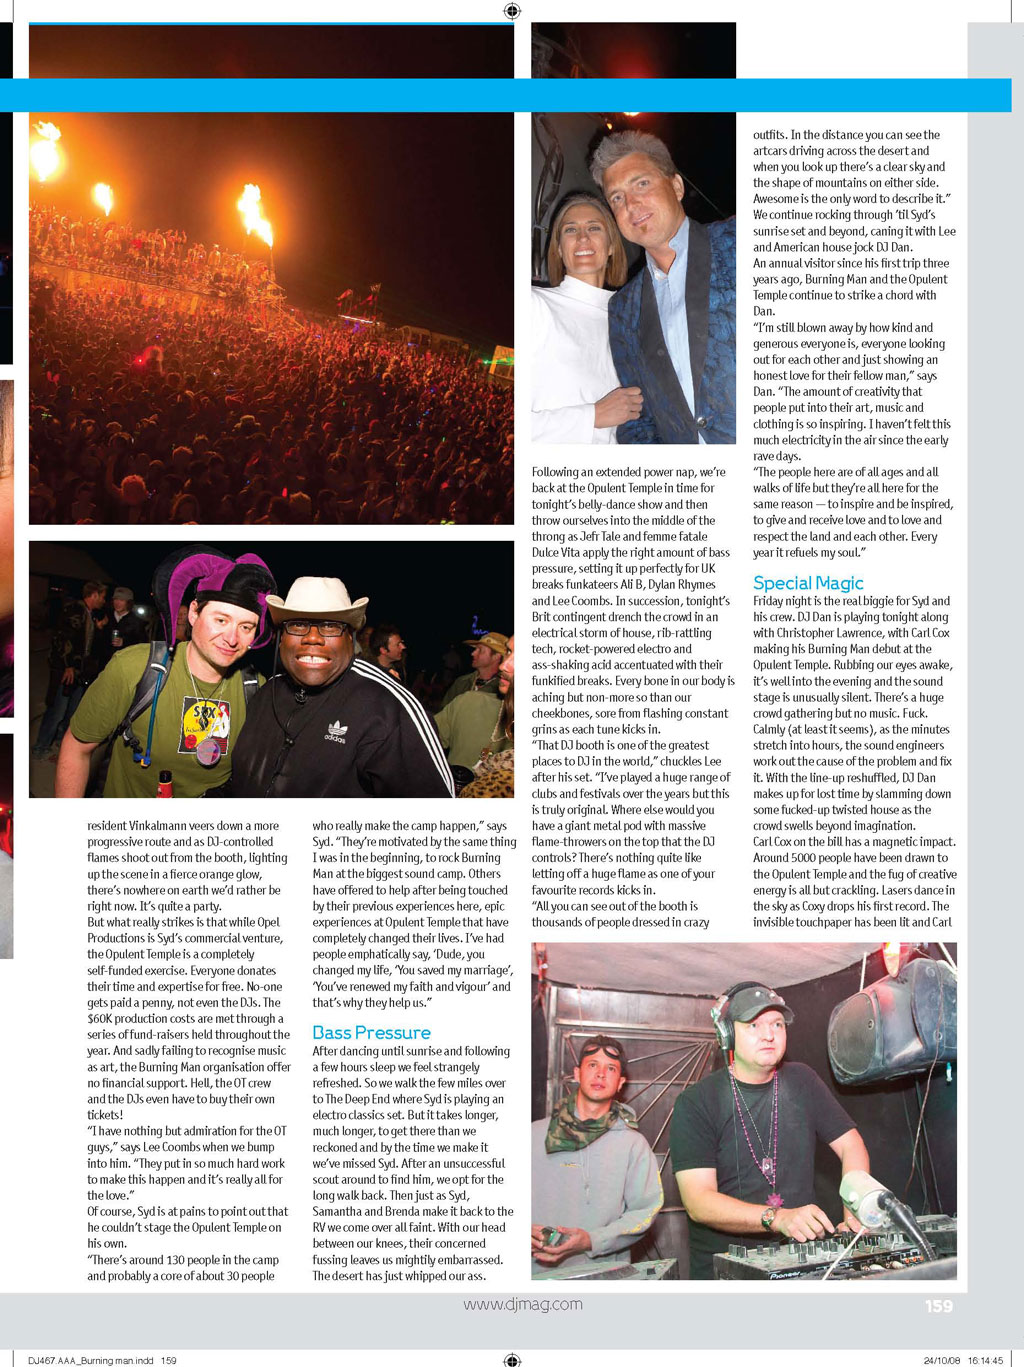 resident Vinkalmann veers down a more
progressive route and as DJ-controlled
flames shoot out from the booth, lighting
up the scene in a fierce orange glow,
there's nowhere on earth we'd rather be
right now. It's quite a party.
But what really strikes is that while Opel
Productions is Syd's commercial venture,
the Opulent Temple is a completely
self-funded exercise. Everyone donates
their time and expertise for free. No-one
gets paid a penny, not even the DJs. The
$60K production costs are met through a
series of fund-raisers held throughout the
year. And sadly failing to recognise music
as art, the Burning Man organisation offer
no financial support. Hell, the OT crew
and the DJs even have to buy their own
tickets!
“I have nothing but admiration for the OT
guys,” says Lee Coombs when we bump
into him. “They put in so much hard work
to make this happen and it's really all for
the love.”
Of course, Syd is at pains to point out that
he couldn't stage the Opulent Temple on
his own.
“There's around 130 people in the camp
and probably a core of about 30 people
who really make the camp happen,” says
Syd. “They're motivated by the same thing
I was in the beginning, to rock Burning
Man at the biggest sound camp. Others
have offered to help after being touched
by their previous experiences here, epic
experiences at Opulent Temple that have
completely changed their lives. I've had
people emphatically say, ‘Dude, you
changed my life, ‘You saved my marriage’,
‘You've renewed my faith and vigour’ and
that's why they help us.”
Bass Pressure
After dancing until sunrise and following
a few hours sleep we feel strangely
refreshed. So we walk the few miles over
to The Deep End where Syd is playing an
electro classics set. But it takes longer,
much longer, to get there than we
reckoned and by the time we make it
we've missed Syd. After an unsuccessful
scout around to find him, we opt for the
long walk back. Then just as Syd,
Samantha and Brenda make it back to the
RV we come over all faint. With our head
between our knees, their concerned
fussing leaves us mightily embarrassed.
The desert has just whipped our ass.
Following an extended power nap, we're
back at the Opulent Temple in time for
tonight's belly-dance show and then
throw ourselves into the middle of the
throng as Jefr Tale and femme fatale
Dulce Vita apply the right amount of bass
pressure, setting it up perfectly for UK
breaks funkateers Ali B, Dylan Rhymes
and Lee Coombs. In succession, tonight's
Brit contingent drench the crowd in an
electrical storm of house, rib-rattling
tech, rocket-powered electro and
ass-shaking acid accentuated with their
funkified breaks. Every bone in our body is
aching but non-more so than our
cheekbones, sore from flashing constant
grins as each tune kicks in.
“That DJ booth is one of the greatest
places to DJ in the world,” chuckles Lee
after his set. “I've played a huge range of
clubs and festivals over the years but this
is truly original. Where else would you
have a giant metal pod with massive
flame-throwers on the top that the DJ
controls? There's nothing quite like
letting off a huge flame as one of your
favourite records kicks in.
“All you can see out of the booth is
thousands of people dressed in crazy
outfits. In the distance you can see the
artcars driving across the desert and
when you look up there's a clear sky and
the shape of mountains on either side.
Awesome is the only word to describe it.”
We continue rocking through 'til Syd's
sunrise set and beyond, caning it with Lee
and American house jock DJ Dan.
An annual visitor since his first trip three
years ago, Burning Man and the Opulent
Temple continue to strike a chord with
Dan.
“I'm still blown away by how kind and
generous everyone is, everyone looking
out for each other and just showing an
honest love for their fellow man,” says
Dan. “The amount of creativity that
people put into their art, music and
clothing is so inspiring. I haven't felt this
much electricity in the air since the early
rave days.
“The people here are of all ages and all
walks of life but they're all here for the
same reason — to inspire and be inspired,
to give and receive love and to love and
respect the land and each other. Every
year it refuels my soul.”
Special Magic
Friday night is the real biggie for Syd and
his crew. DJ Dan is playing tonight along
with Christopher Lawrence, with Carl Cox
making his Burning Man debut at the
Opulent Temple. Rubbing our eyes awake,
it's well into the evening and the sound
stage is unusually silent. There's a huge
crowd gathering but no music. Fuck.
Calmly (at least it seems), as the minutes
stretch into hours, the sound engineers
work out the cause of the problem and fix
it. With the line-up reshuffled, DJ Dan
makes up for lost time by slamming down
some fucked-up twisted house as the
crowd swells beyond imagination.
Carl Cox on the bill has a magnetic impact.
Around 5000 people have been drawn to
the Opulent Temple and the fug of creative
energy is all but crackling. Lasers dance in
the sky as Coxy drops his first record. The
invisible touchpaper has been lit and Carl
adidas
Pioneer
www.djmag.com
159
DJ467.AAA_Burning man.indd 159
24/10/08 16:14:45